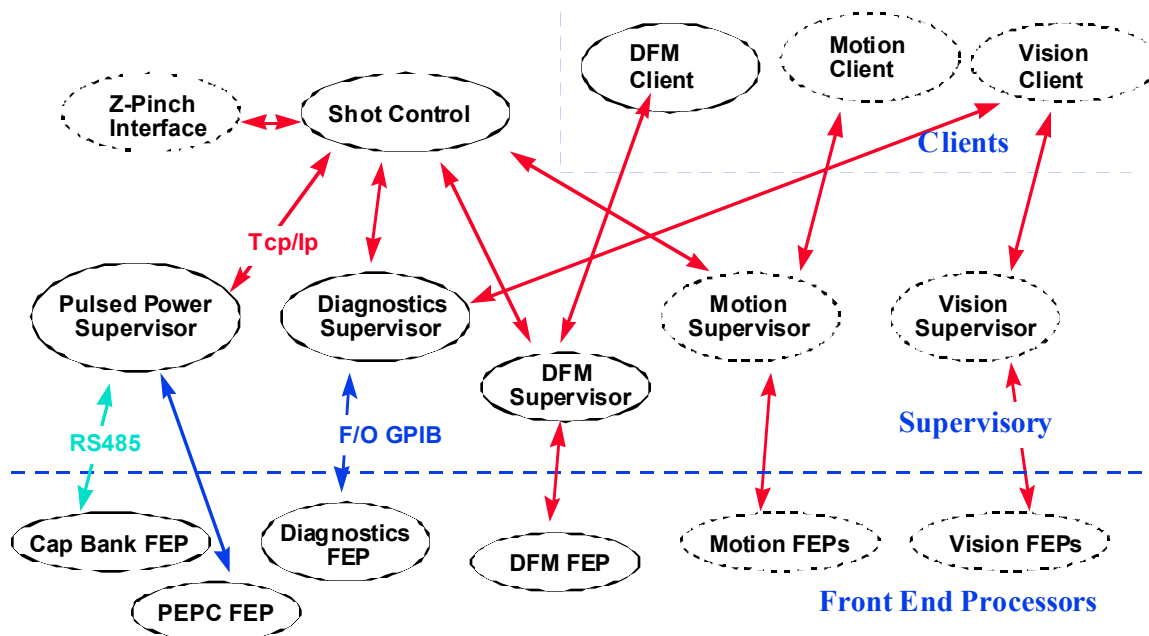 DFM
Client
Motion
Client
Vision
Client
Z-Pinch
Interface
Shot Control
Clients
Tcp/Ip
Pulsed Power
Supervisor
Diagnostics
Supervisor
Motion
Supervisor
Vision
Supervisor
DFM
Supervisor
RS485
F/O GPIB
Supervisory
Cap Bank FEP
Diagnostics
FEP
DFM FEP
Motion FEPs
Vision FEPs
PEPC FEP
Front End Processors